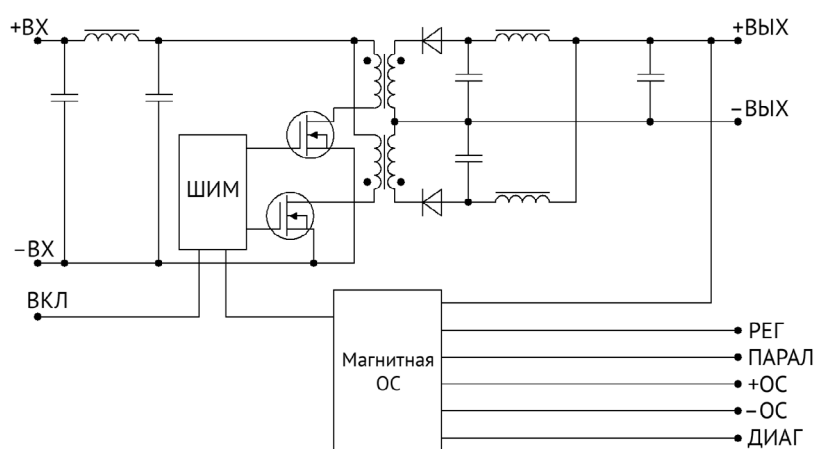 +ВХ
+ВЫХ
–ВЫХ
ШИМ
–ВХ
ВКЛ
Магнитная
ОС
РЕГ
ПАРАЛ
+ОС
–ОС
ДИАГ